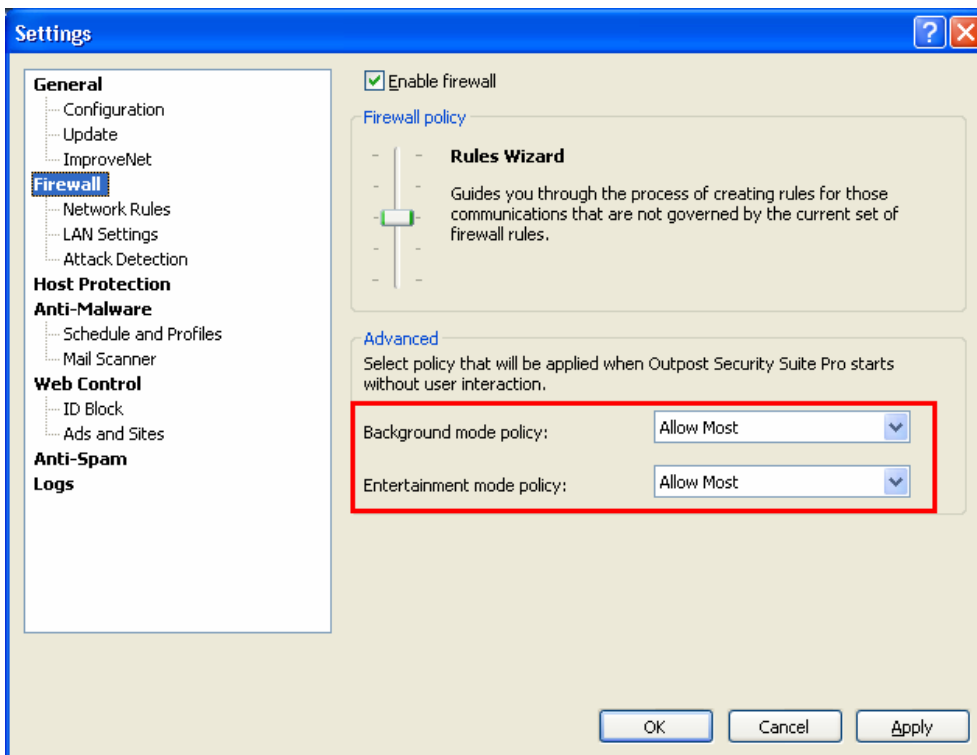 Settings
General
Configuration
Update
ImproveNet
Firewall
Network Rules
LAN Settings
Attack Detection
Host Protection
Anti-Malware
Schedule and Profiles
Mail Scanner
Web Control
ID Block
Ads and Sites
Anti-Spam
Logs
Enable firewall
Firewall policy
Rules Wizard
Guides you through the process of creating rules for those
communications that are not governed by the current set of
firewall rules.
Advanced
Select policy that will be applied when Outpost Security Suite Pro starts
without user interaction.
Background mode policy: Allow Most
Entertainment mode policy: Allow Most
OK Cancel Apply